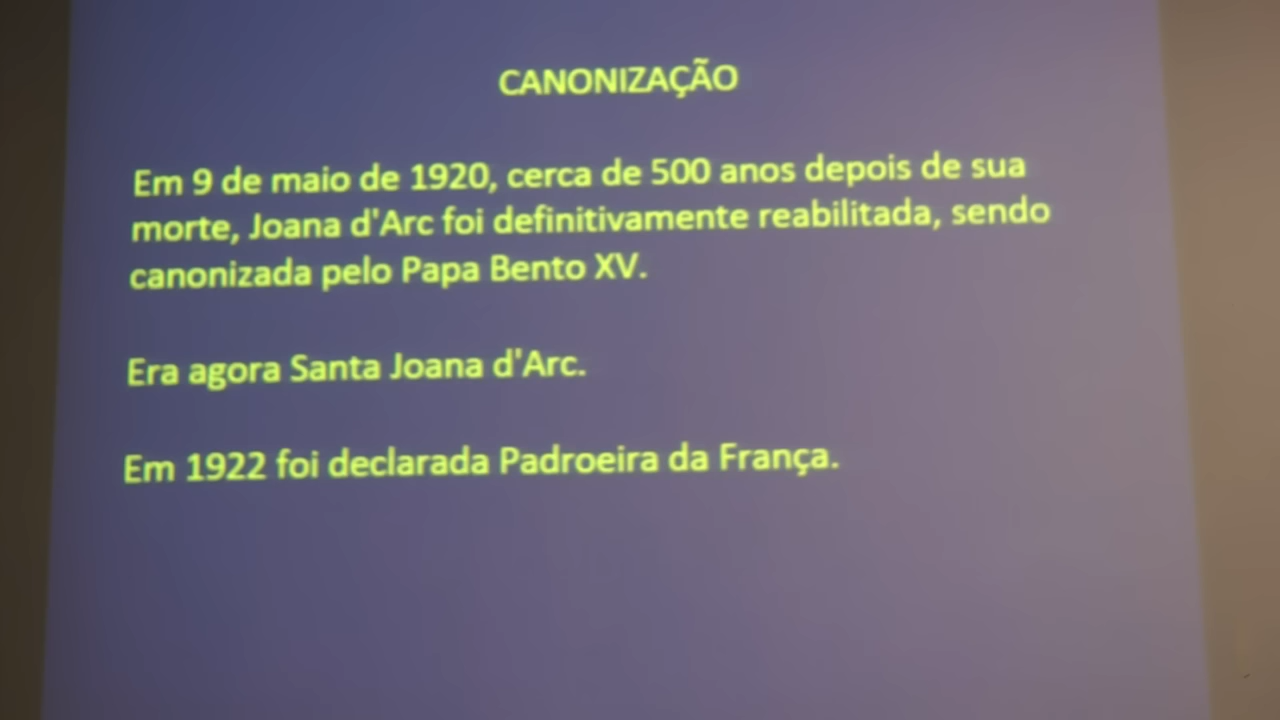 CANONIZAÇÃO
Em 9 de maio de 1920, cerca de 500 anos depois de sua
morte, Joana d'Arc foi definitivamente reabilitada, sendo
canonizada pelo Papa Bento XV.
Era agora Santa Joana d'Arc.
Em 1922 foi declarada Padroeira da França.